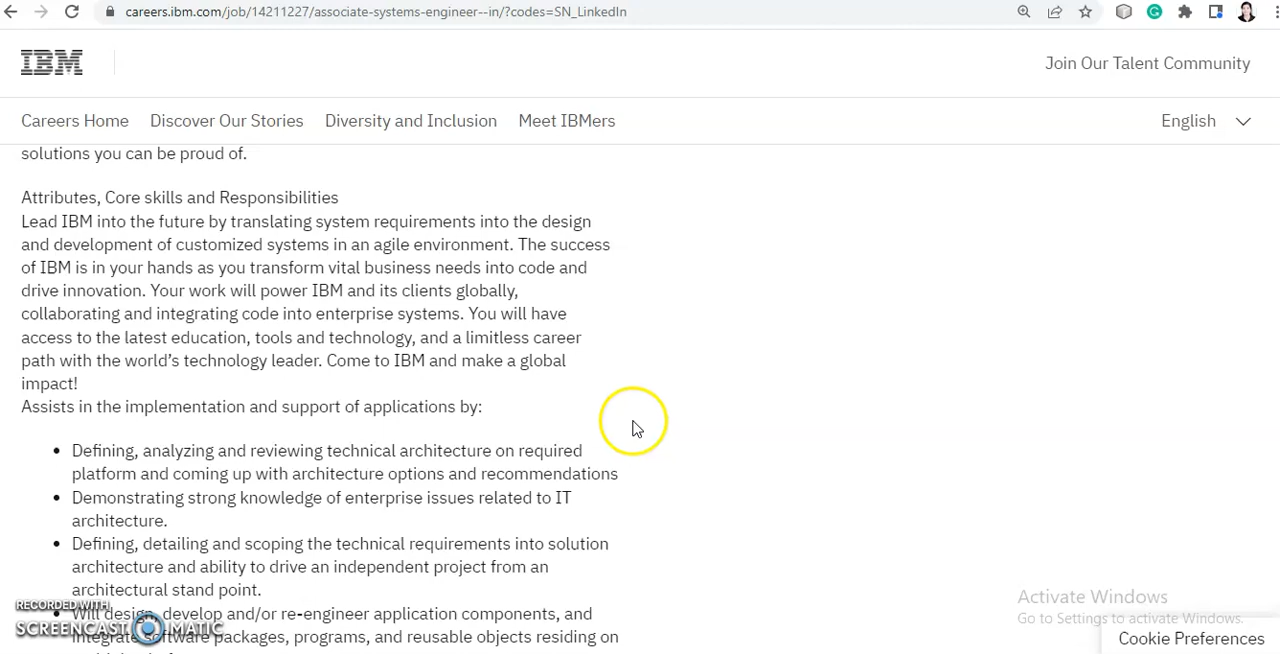 careers.ibm.com/job/14211227/associate-systems-engineer--in/?codes=SN_LinkedIn
IBM
Join Our Talent Community
Careers Home Discover Our Stories Diversity and Inclusion Meet IBMers English
solutions you can be proud of.
Attributes, Core skills and Responsibilities
Lead IBM into the future by translating system requirements into the design
and development of customized systems in an agile environment. The success
of IBM is in your hands as you transform vital business needs into code and
drive innovation. Your work will power IBM and its clients globally,
collaborating and integrating code into enterprise systems. You will have
access to the latest education, tools and technology, and a limitless career
path with the world’s technology leader. Come to IBM and make a global
impact!
Assists in the implementation and support of applications by:
Defining, analyzing and reviewing technical architecture on required
platform and coming up with architecture options and recommendations
Demonstrating strong knowledge of enterprise issues related to IT
architecture.
Defining, detailing and scoping the technical requirements into solution
architecture and ability to drive an independent project from an
architectural stand point.
Will design, develop and/or re-engineer application components, and
integrate software packages, programs, and reusable objects residing on
RECORDED WITH
SCREENCAST MATIC
Activate Windows
Go to Settings to activate Windows.
Cookie Preferences